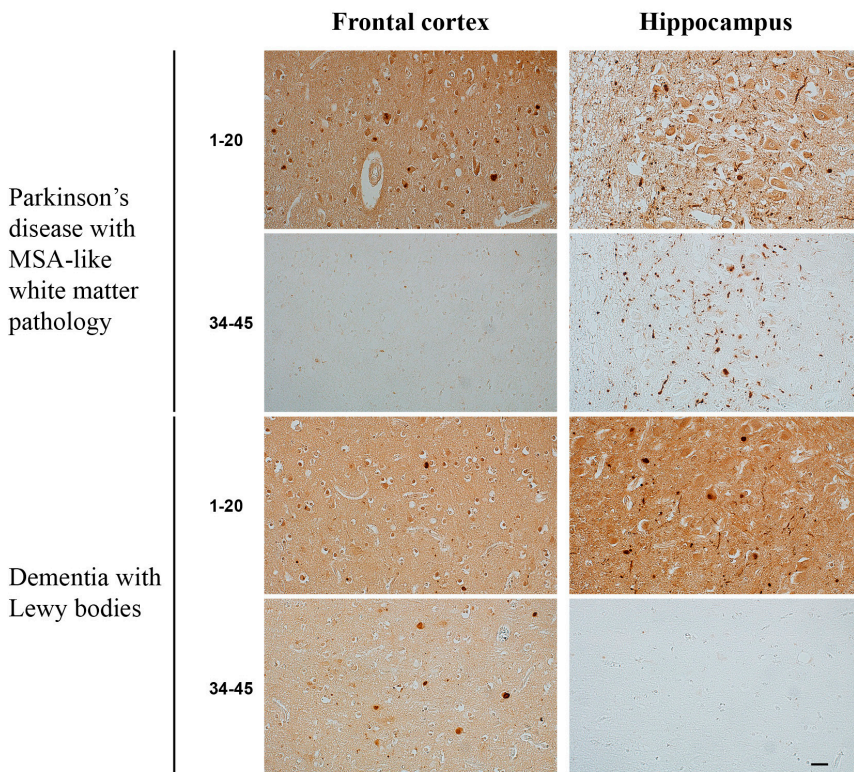 Frontal cortex
Hippocampus
Parkinson's
disease with
MSA-like
white matter
pathology
1-20
34-45
Dementia with
Lewy bodies
1-20
34-45